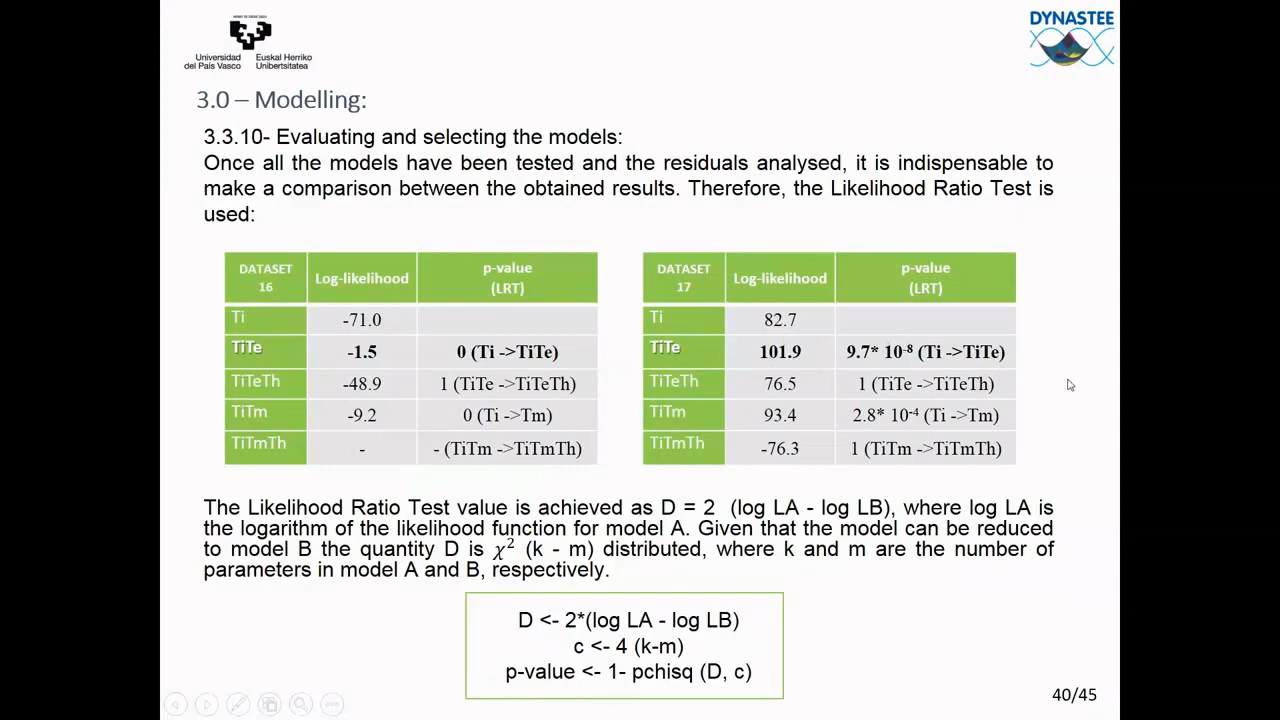 UPV EHU
Universidad Euskal Herriko
del País Vasco Unibertsitatea
DYNASTEE
3.0 – Modelling:
3.3.10- Evaluating and selecting the models:
Once all the models have been tested and the residuals analysed, it is indispensable to
make a comparison between the obtained results. Therefore, the Likelihood Ratio Test is
used:
DATASET 16 Log-likelihood p-value (LRT)
Ti -71.0
TiTe -1.5 0 (Ti ->TiTe)
TiTeTh -48.9 1 (TiTe ->TiTeTh)
TiTm -9.2 0 (Ti ->Tm)
TiTmTh - - (TiTm ->TiTmTh)
DATASET 17 Log-likelihood p-value (LRT)
Ti 82.7
TiTe 101.9 9.7* 10⁻⁸ (Ti ->TiTe)
TiTeTh 76.5 1 (TiTe ->TiTeTh)
TiTm 93.4 2.8* 10⁻⁴ (Ti ->Tm)
TiTmTh -76.3 1 (TiTm ->TiTmTh)
The Likelihood Ratio Test value is achieved as D = 2 (log LA - log LB), where log LA is
the logarithm of the likelihood function for model A. Given that the model can be reduced
to model B the quantity D is χ² (k - m) distributed, where k and m are the number of
parameters in model A and B, respectively.
D <- 2*(log LA - log LB)
c <- 4 (k-m)
p-value <- 1- pchisq (D, c)
40/45